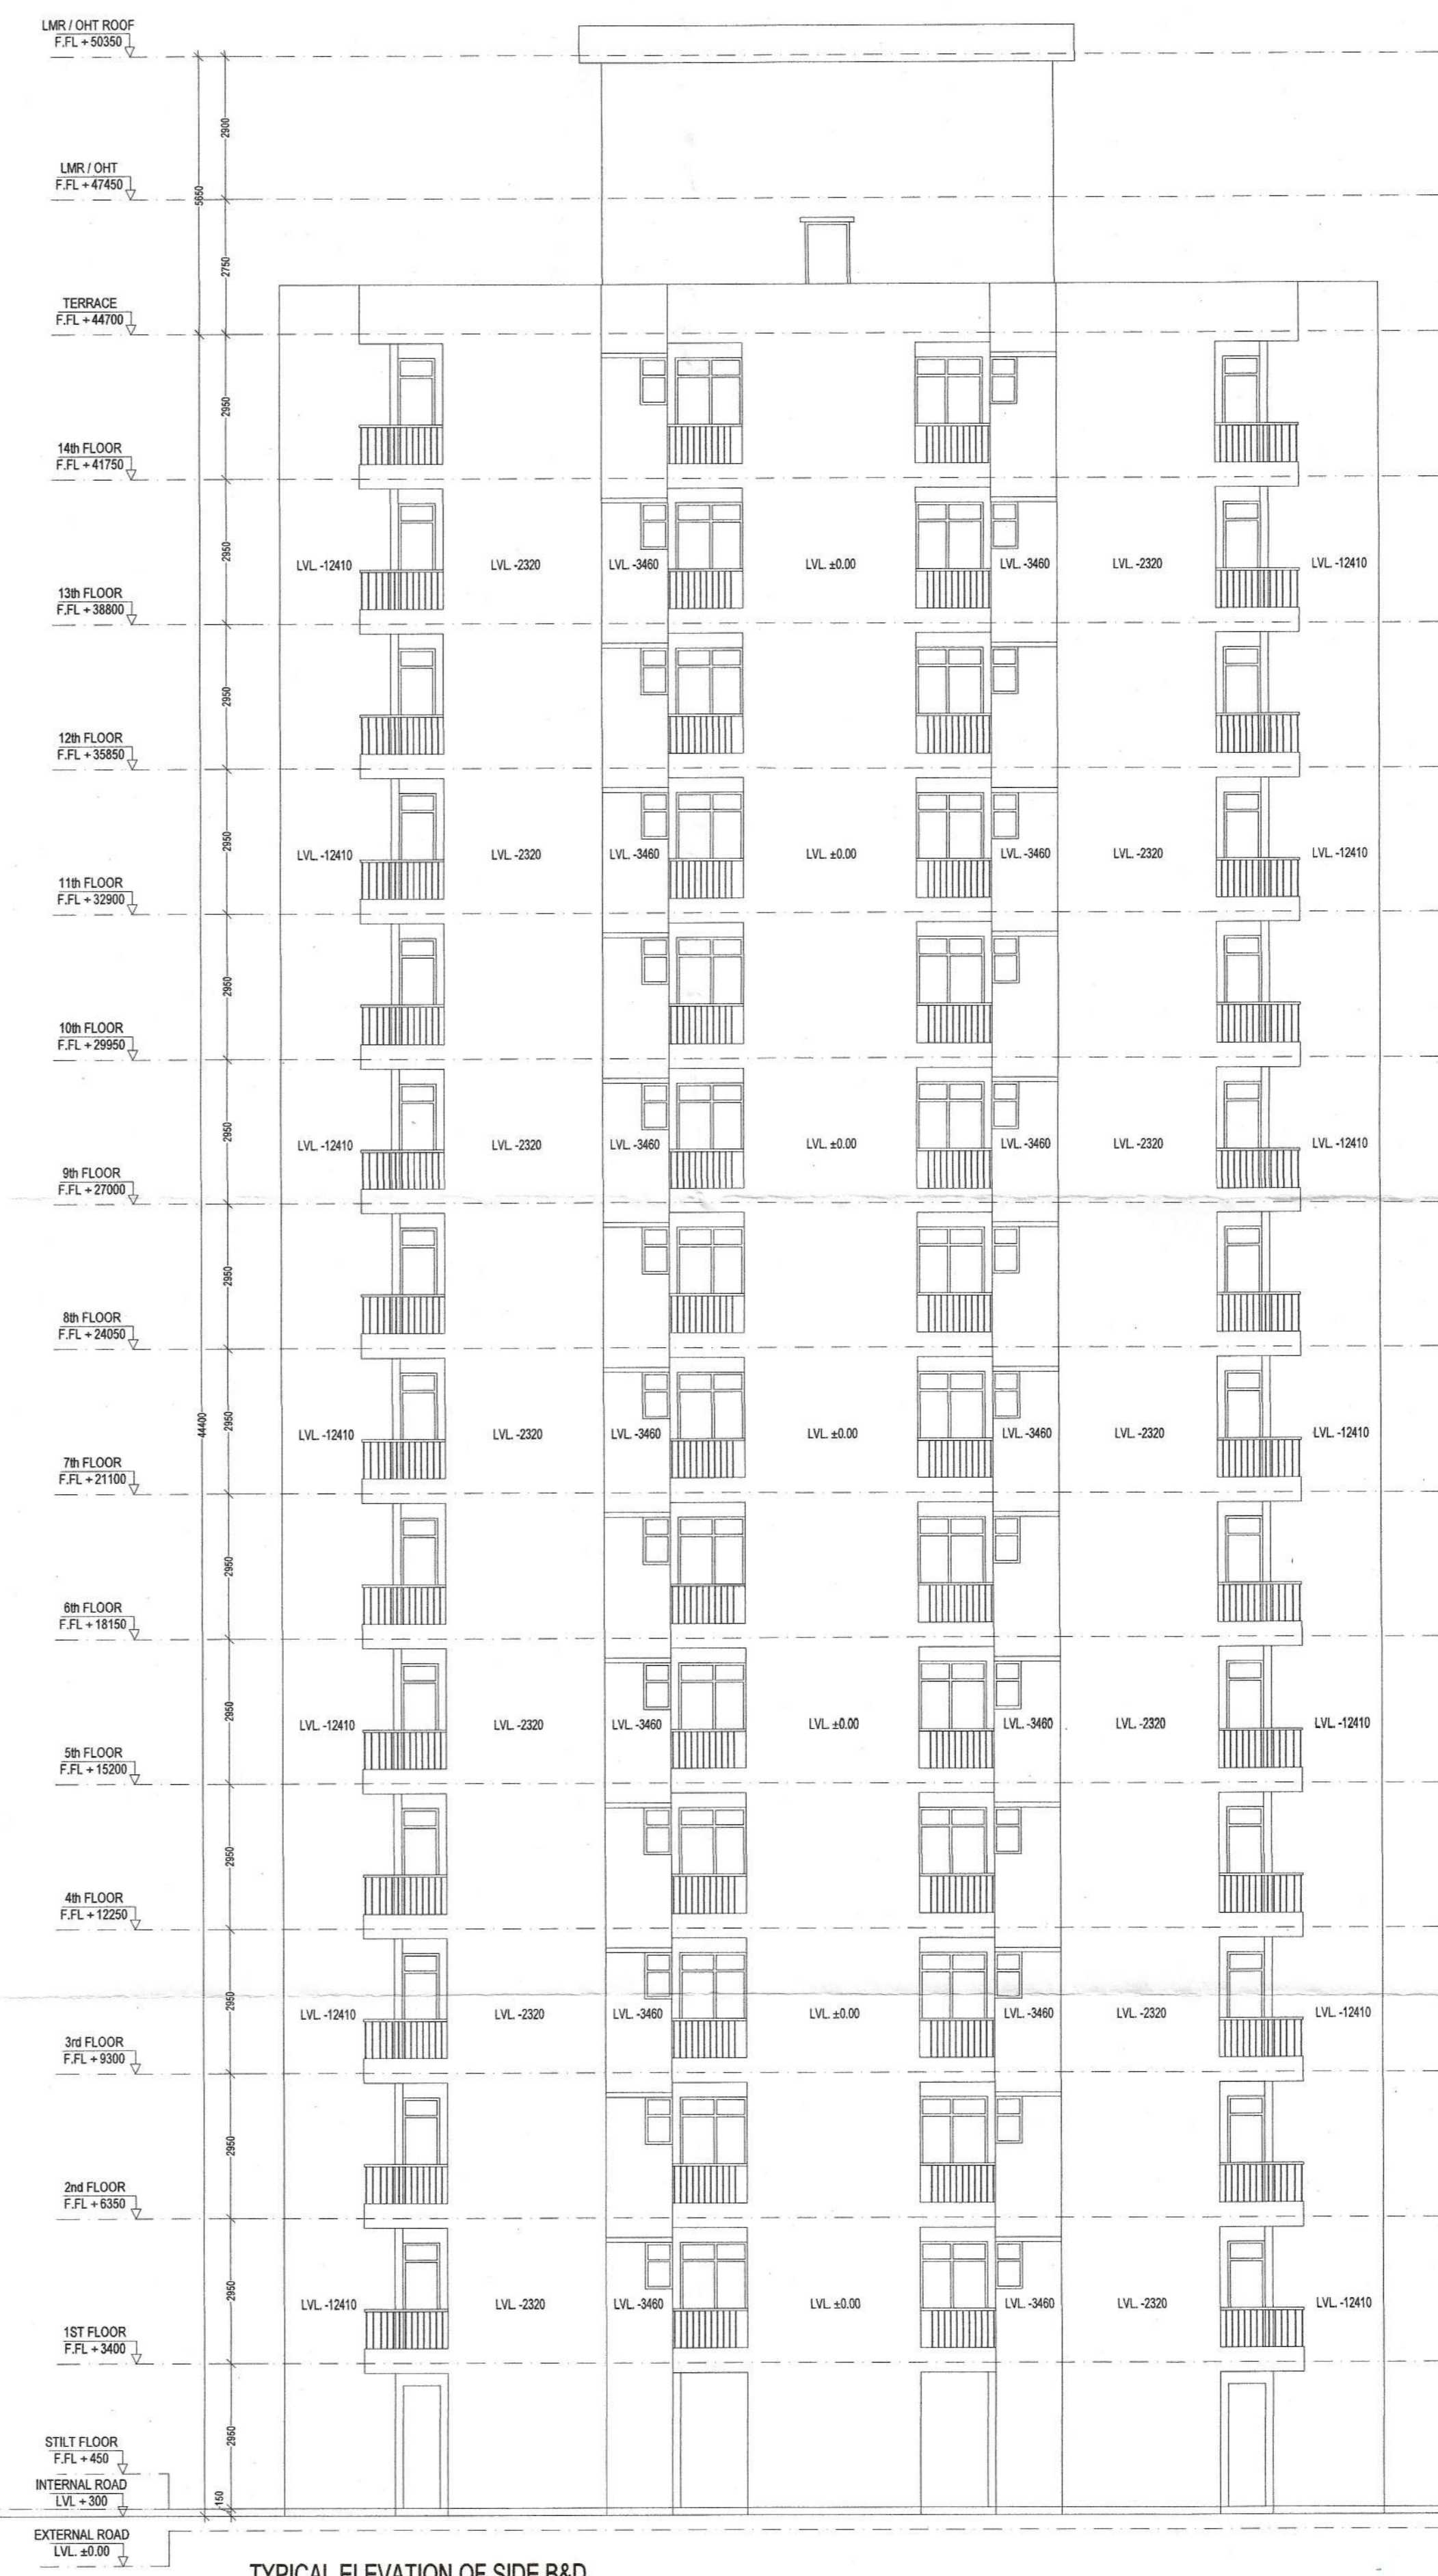 LMR / OHT ROOF
F.FL + 50350
2900
LMR / OHT
F.FL + 47450
5650
2750
TERRACE
F.FL + 44700
2950
14th FLOOR
F.FL + 41750
2950
LVL. -12410 LVL. -2320 LVL. -3460 LVL. ±0.00 LVL. -3460 LVL. -2320 LVL. -12410
13th FLOOR
F.FL + 38800
2950
12th FLOOR
F.FL + 35850
2950
LVL. -12410 LVL. -2320 LVL. -3460 LVL. ±0.00 LVL. -3460 LVL. -2320 LVL. -12410
11th FLOOR
F.FL + 32900
2950
10th FLOOR
F.FL + 29950
2950
LVL. -12410 LVL. -2320 LVL. -3460 LVL. ±0.00 LVL. -3460 LVL. -2320 LVL. -12410
9th FLOOR
F.FL + 27000
2950
8th FLOOR
F.FL + 24050
44400
2950
LVL. -12410 LVL. -2320 LVL. -3460 LVL. ±0.00 LVL. -3460 LVL. -2320 LVL. -12410
7th FLOOR
F.FL + 21100
2950
6th FLOOR
F.FL + 18150
2950
LVL. -12410 LVL. -2320 LVL. -3460 LVL. ±0.00 LVL. -3460 LVL. -2320 LVL. -12410
5th FLOOR
F.FL + 15200
2950
4th FLOOR
F.FL + 12250
2950
LVL. -12410 LVL. -2320 LVL. -3460 LVL. ±0.00 LVL. -3460 LVL. -2320 LVL. -12410
3rd FLOOR
F.FL + 9300
2950
2nd FLOOR
F.FL + 6350
2950
LVL. -12410 LVL. -2320 LVL. -3460 LVL. ±0.00 LVL. -3460 LVL. -2320 LVL. -12410
1ST FLOOR
F.FL + 3400
2950
STILT FLOOR
F.FL + 450
INTERNAL ROAD
LVL + 300
150
EXTERNAL ROAD
LVL. ±0.00
TYPICAL ELEVATION OF SIDE B&D